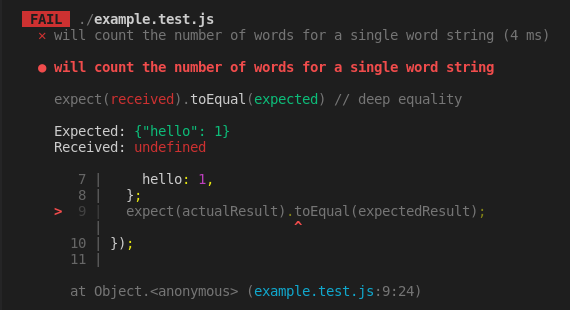 FAIL ./example.test.js
✕ will count the number of words for a single word string (4 ms)
● will count the number of words for a single word string
expect(received).toEqual(expected) // deep equality
Expected: {"hello": 1}
Received: undefined
7 |     hello: 1,
8 |   };
> 9 |   expect(actualResult).toEqual(expectedResult);
|                        ^
10 | });
11 |
at Object.<anonymous> (example.test.js:9:24)